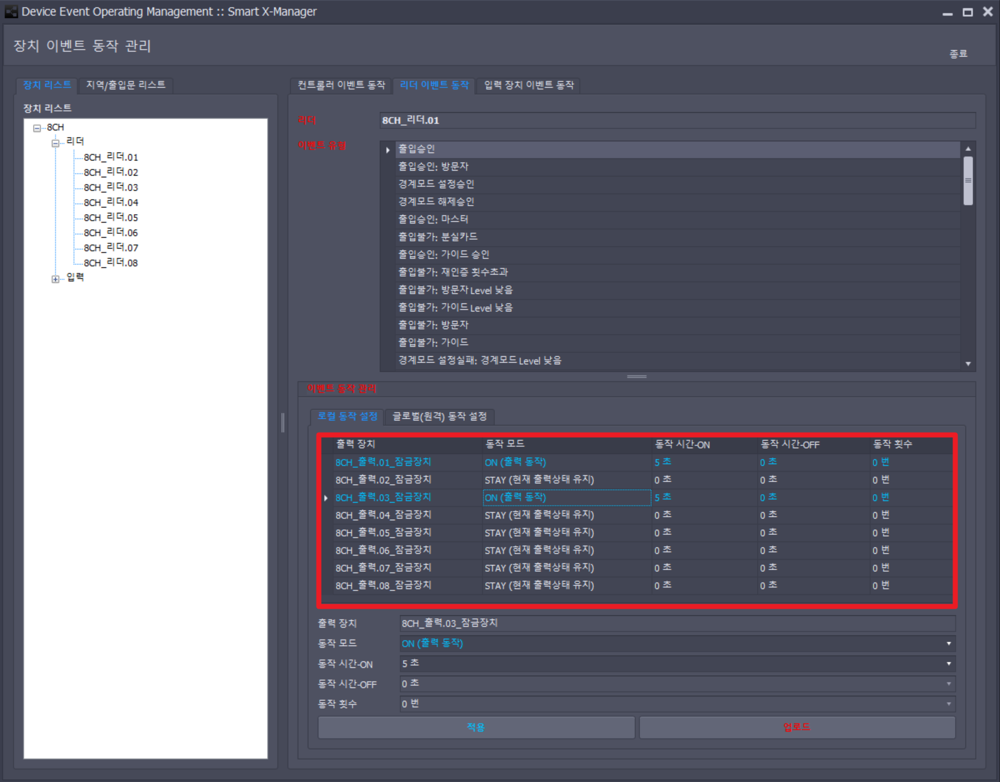 Device Event Operating Management :: Smart X-Manager
장치 이벤트 동작 관리
종료
장치 리스트 지역/출입문 리스트
장치 리스트
8CH
리더
8CH_리더.01
8CH_리더.02
8CH_리더.03
8CH_리더.04
8CH_리더.05
8CH_리더.06
8CH_리더.07
8CH_리더.08
입력
컨트롤러 이벤트 동작 리더 이벤트 동작 입력 장치 이벤트 동작
리더 8CH_리더.01
이벤트 유형
출입승인
출입승인: 방문자
경계모드 설정승인
경계모드 해제승인
출입승인: 마스터
출입불가: 분실카드
출입승인: 가이드 승인
출입불가: 재인증 횟수초과
출입불가: 방문자 Level 낮음
출입불가: 가이드 Level 낮음
출입불가: 방문자
출입불가: 가이드
경계모드 설정실패: 경계모드 Level 낮음
이벤트 동작 관리
로컬 동작 설정 글로벌(원격) 동작 설정
출력 장치 동작 모드 동작 시간-ON 동작 시간-OFF 동작 횟수
8CH_출력.01_잠금장치 ON (출력 동작) 5 초 0 초 0 번
8CH_출력.02_잠금장치 STAY (현재 출력상태 유지) 0 초 0 초 0 번
8CH_출력.03_잠금장치 ON (출력 동작) 5 초 0 초 0 번
8CH_출력.04_잠금장치 STAY (현재 출력상태 유지) 0 초 0 초 0 번
8CH_출력.05_잠금장치 STAY (현재 출력상태 유지) 0 초 0 초 0 번
8CH_출력.06_잠금장치 STAY (현재 출력상태 유지) 0 초 0 초 0 번
8CH_출력.07_잠금장치 STAY (현재 출력상태 유지) 0 초 0 초 0 번
8CH_출력.08_잠금장치 STAY (현재 출력상태 유지) 0 초 0 초 0 번
출력 장치 8CH_출력.03_잠금장치
동작 모드 ON (출력 동작)
동작 시간-ON 5 초
동작 시간-OFF 0 초
동작 횟수 0 번
적용 업로드